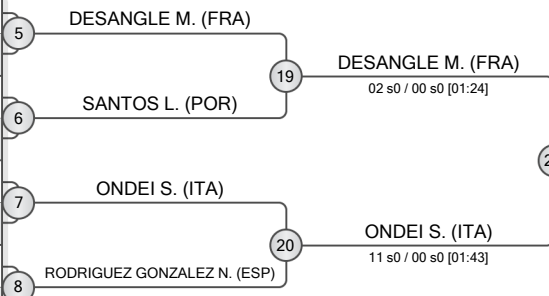 DESANGLE M. (FRA)
5
19
DESANGLE M. (FRA)
02 s0 / 00 s0 [01:24]
SANTOS L. (POR)
6
ONDEI S. (ITA)
7
20
ONDEI S. (ITA)
11 s0 / 00 s0 [01:43]
RODRIGUEZ GONZALEZ N. (ESP)
8